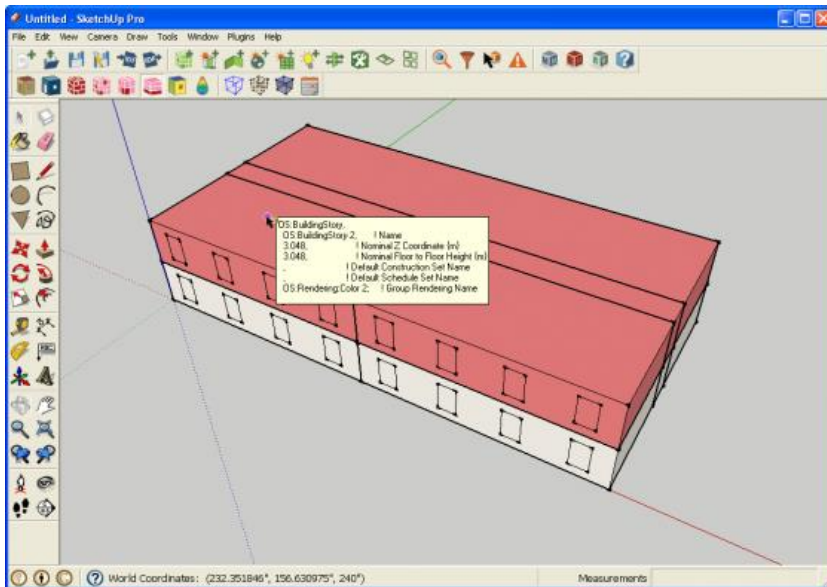 Untitled - SketchUp Pro
File Edit View Camera Draw Tools Window Plugins Help
OS:BuildingStory,
OS:BuildingStory 2, ! Name
3.048, ! Nominal Z Coordinate (m)
3.048, ! Nominal Floor to Floor Height (m)
, ! Default Construction Set Name
, ! Default Schedule Set Name
OS:Rendering:Color 2; ! Group Rendering Name
World Coordinates: (232.351846", 156.630975", 240")
Measurements